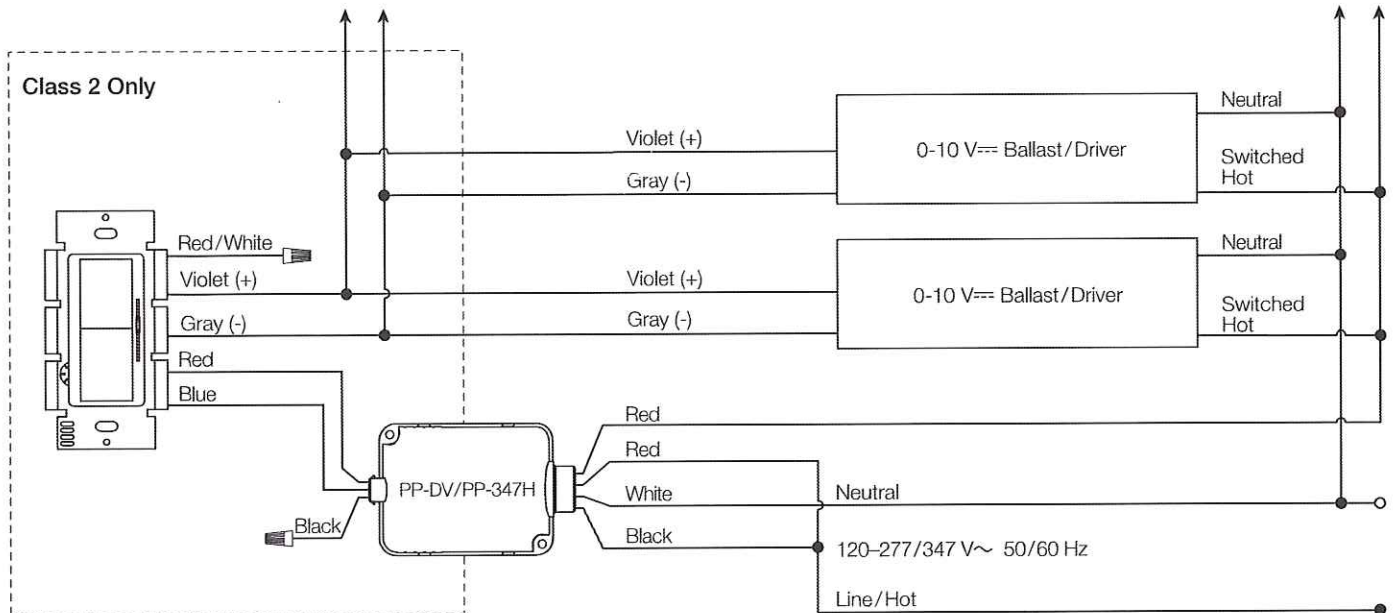 Class 2 Only
Violet (+)
Gray (-)
0-10 V⎓ Ballast/Driver
Neutral
Switched
Hot
Red/White
Violet (+)
Gray (-)
Red
Blue
Violet (+)
Gray (-)
0-10 V⎓ Ballast/Driver
Neutral
Switched
Hot
Black
PP-DV/PP-347H
Red
Red
White
Black
Neutral
120–277/347 V~ 50/60 Hz
Line/Hot